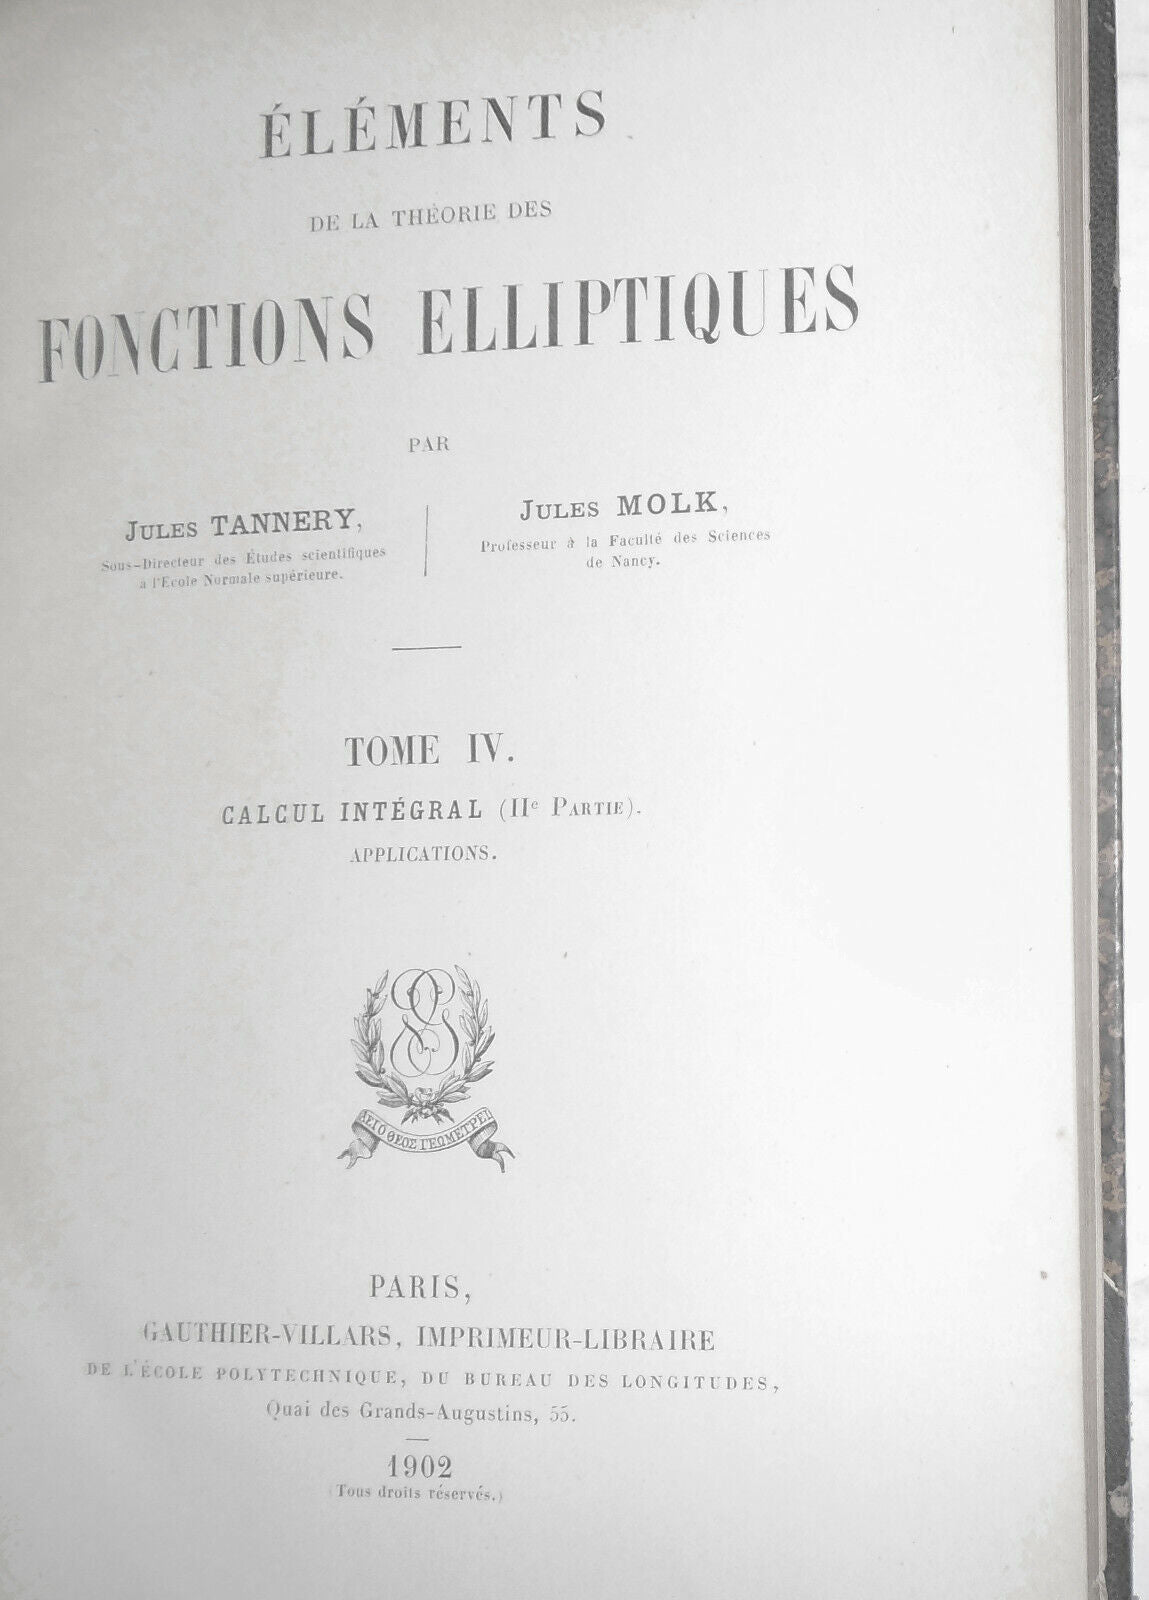 ÉLÉMENTS
DE LA THÉORIE DES
FONCTIONS ELLIPTIQUES
PAR
JULES TANNERY,
Sous-Directeur des Études scientifiques
à l'École Normale supérieure.
JULES MOLK,
Professeur à la Faculté des Sciences
de Nancy.
TOME IV.
CALCUL INTÉGRAL (IIe PARTIE).
APPLICATIONS.
ΑΕΙ Ο ΘΕΟΣ ΓΕΩΜΕΤΡΕΙ
PARIS,
GAUTHIER-VILLARS, IMPRIMEUR-LIBRAIRE
DE L'ÉCOLE POLYTECHNIQUE, DU BUREAU DES LONGITUDES,
Quai des Grands-Augustins, 55.
1902
(Tous droits réservés.)